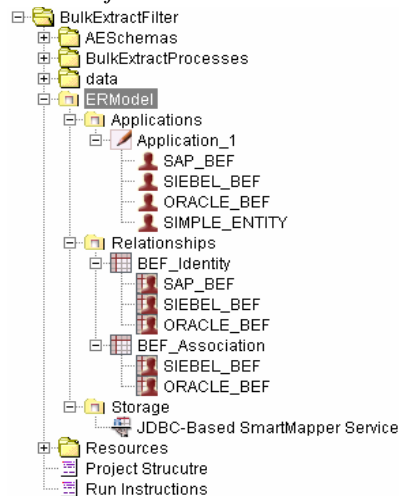 BulkExtractFilter
AESchemas
BulkExtractProcesses
data
ERModel
Applications
Application_1
SAP_BEF
SIEBEL_BEF
ORACLE_BEF
SIMPLE_ENTITY
Relationships
BEF_Identity
SAP_BEF
SIEBEL_BEF
ORACLE_BEF
BEF_Association
SIEBEL_BEF
ORACLE_BEF
Storage
JDBC-Based SmartMapper Service
Resources
Project Strucutre
Run Instructions